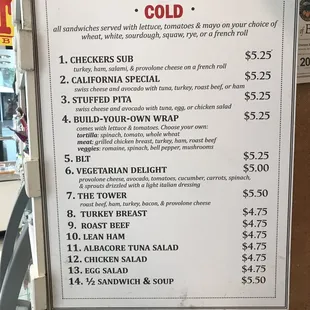 • COLD •
all sandwiches served with lettuce, tomatoes & mayo on your choice of
wheat, white, sourdough, squaw, rye, or a french roll
1. CHECKERS SUB $5.25
turkey, ham, salami, & provolone cheese on a french roll
2. CALIFORNIA SPECIAL $5.25
swiss cheese and avocado with tuna, turkey, roast beef, or ham
3. STUFFED PITA $5.25
swiss cheese and avocado with tuna, egg, or chicken salad
4. BUILD-YOUR-OWN WRAP $5.25
comes with lettuce & tomatoes. Choose your own:
tortilla: spinach, tomato, whole wheat
meat: grilled chicken breast, turkey, ham, roast beef
veggies: romaine, spinach, bell pepper, mushrooms
5. BLT $5.25
6. VEGETARIAN DELIGHT $5.00
provolone cheese, avocado, tomatoes, cucumber, carrots, spinach,
& sprouts drizzled with a light italian dressing
7. THE TOWER $5.50
roast beef, ham, turkey, bacon, & provolone cheese
8. TURKEY BREAST $4.75
9. ROAST BEEF $4.75
10. LEAN HAM $4.75
11. ALBACORE TUNA SALAD $4.75
12. CHICKEN SALAD $4.75
13. EGG SALAD $4.75
14. ½ SANDWICH & SOUP $5.50